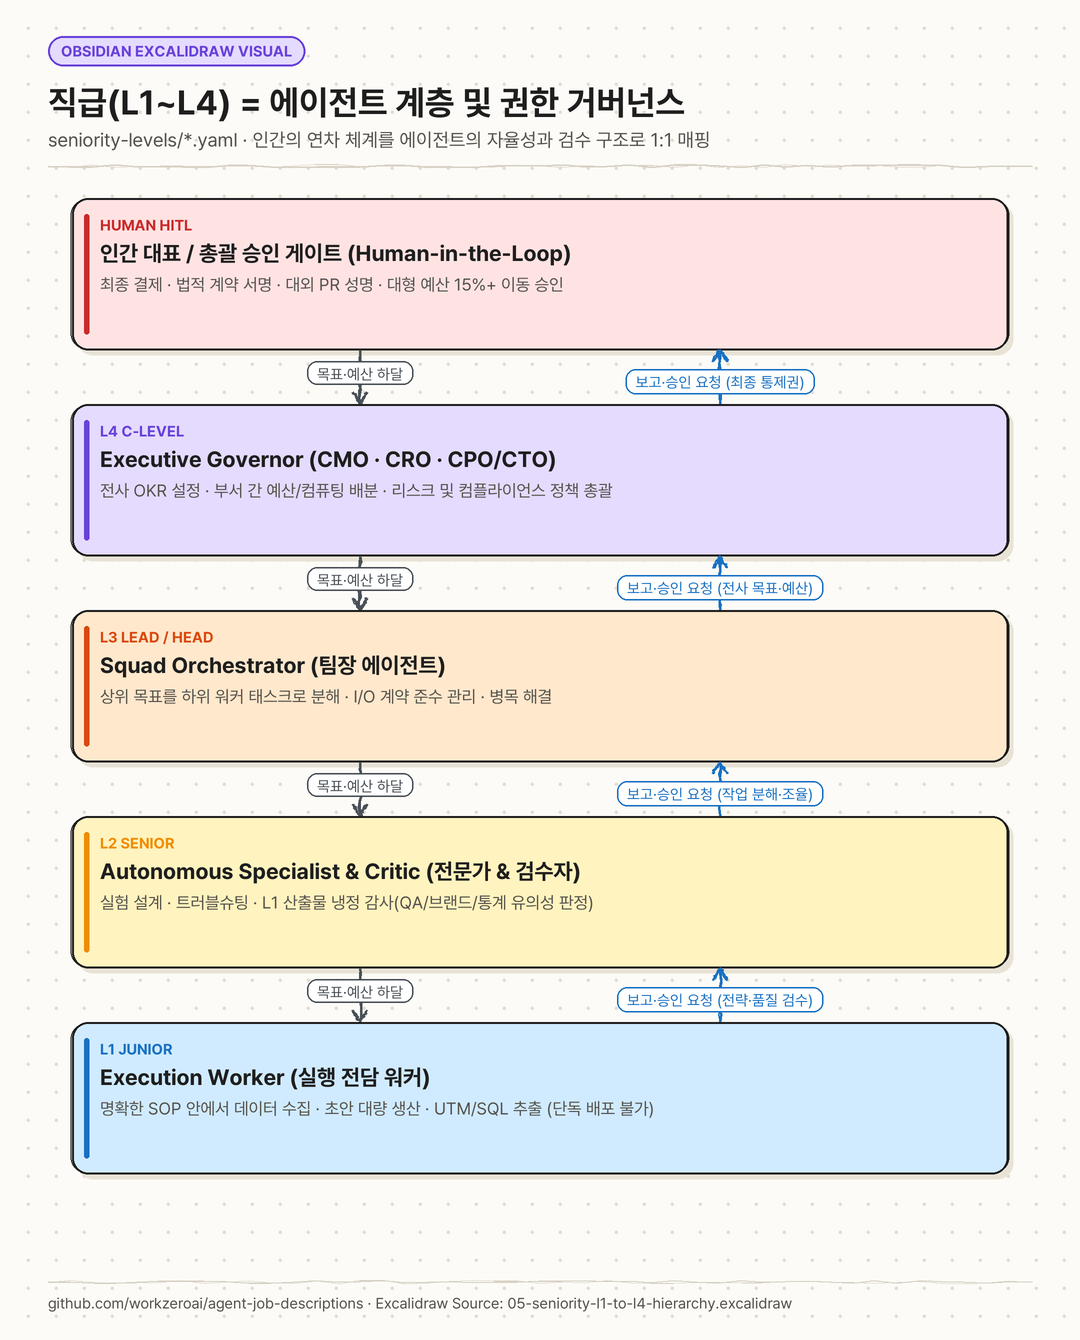 OBSIDIAN EXCALIDRAW VISUAL
직급(L1~L4) = 에이전트 계층 및 권한 거버넌스
seniority-levels/*.yaml · 인간의 연차 체계를 에이전트의 자율성과 검수 구조로 1:1 매핑
HUMAN HITL
인간 대표 / 총괄 승인 게이트 (Human-in-the-Loop)
최종 결제 · 법적 계약 서명 · 대외 PR 성명 · 대형 예산 15%+ 이동 승인
목표·예산 하달
보고·승인 요청 (최종 통제권)
L4 C-LEVEL
Executive Governor (CMO · CRO · CPO/CTO)
전사 OKR 설정 · 부서 간 예산/컴퓨팅 배분 · 리스크 및 컴플라이언스 정책 총괄
목표·예산 하달
보고·승인 요청 (전사 목표·예산)
L3 LEAD / HEAD
Squad Orchestrator (팀장 에이전트)
상위 목표를 하위 워커 태스크로 분해 · I/O 계약 준수 관리 · 병목 해결
목표·예산 하달
보고·승인 요청 (작업 분해·조율)
L2 SENIOR
Autonomous Specialist & Critic (전문가 & 검수자)
실험 설계 · 트러블슈팅 · L1 산출물 냉정 감사(QA/브랜드/통계 유의성 판정)
목표·예산 하달
보고·승인 요청 (전략·품질 검수)
L1 JUNIOR
Execution Worker (실행 전담 워커)
명확한 SOP 안에서 데이터 수집 · 초안 대량 생산 · UTM/SQL 추출 (단독 배포 불가)
github.com/workzeroai/agent-job-descriptions · Excalidraw Source: 05-seniority-l1-to-l4-hierarchy.excalidraw